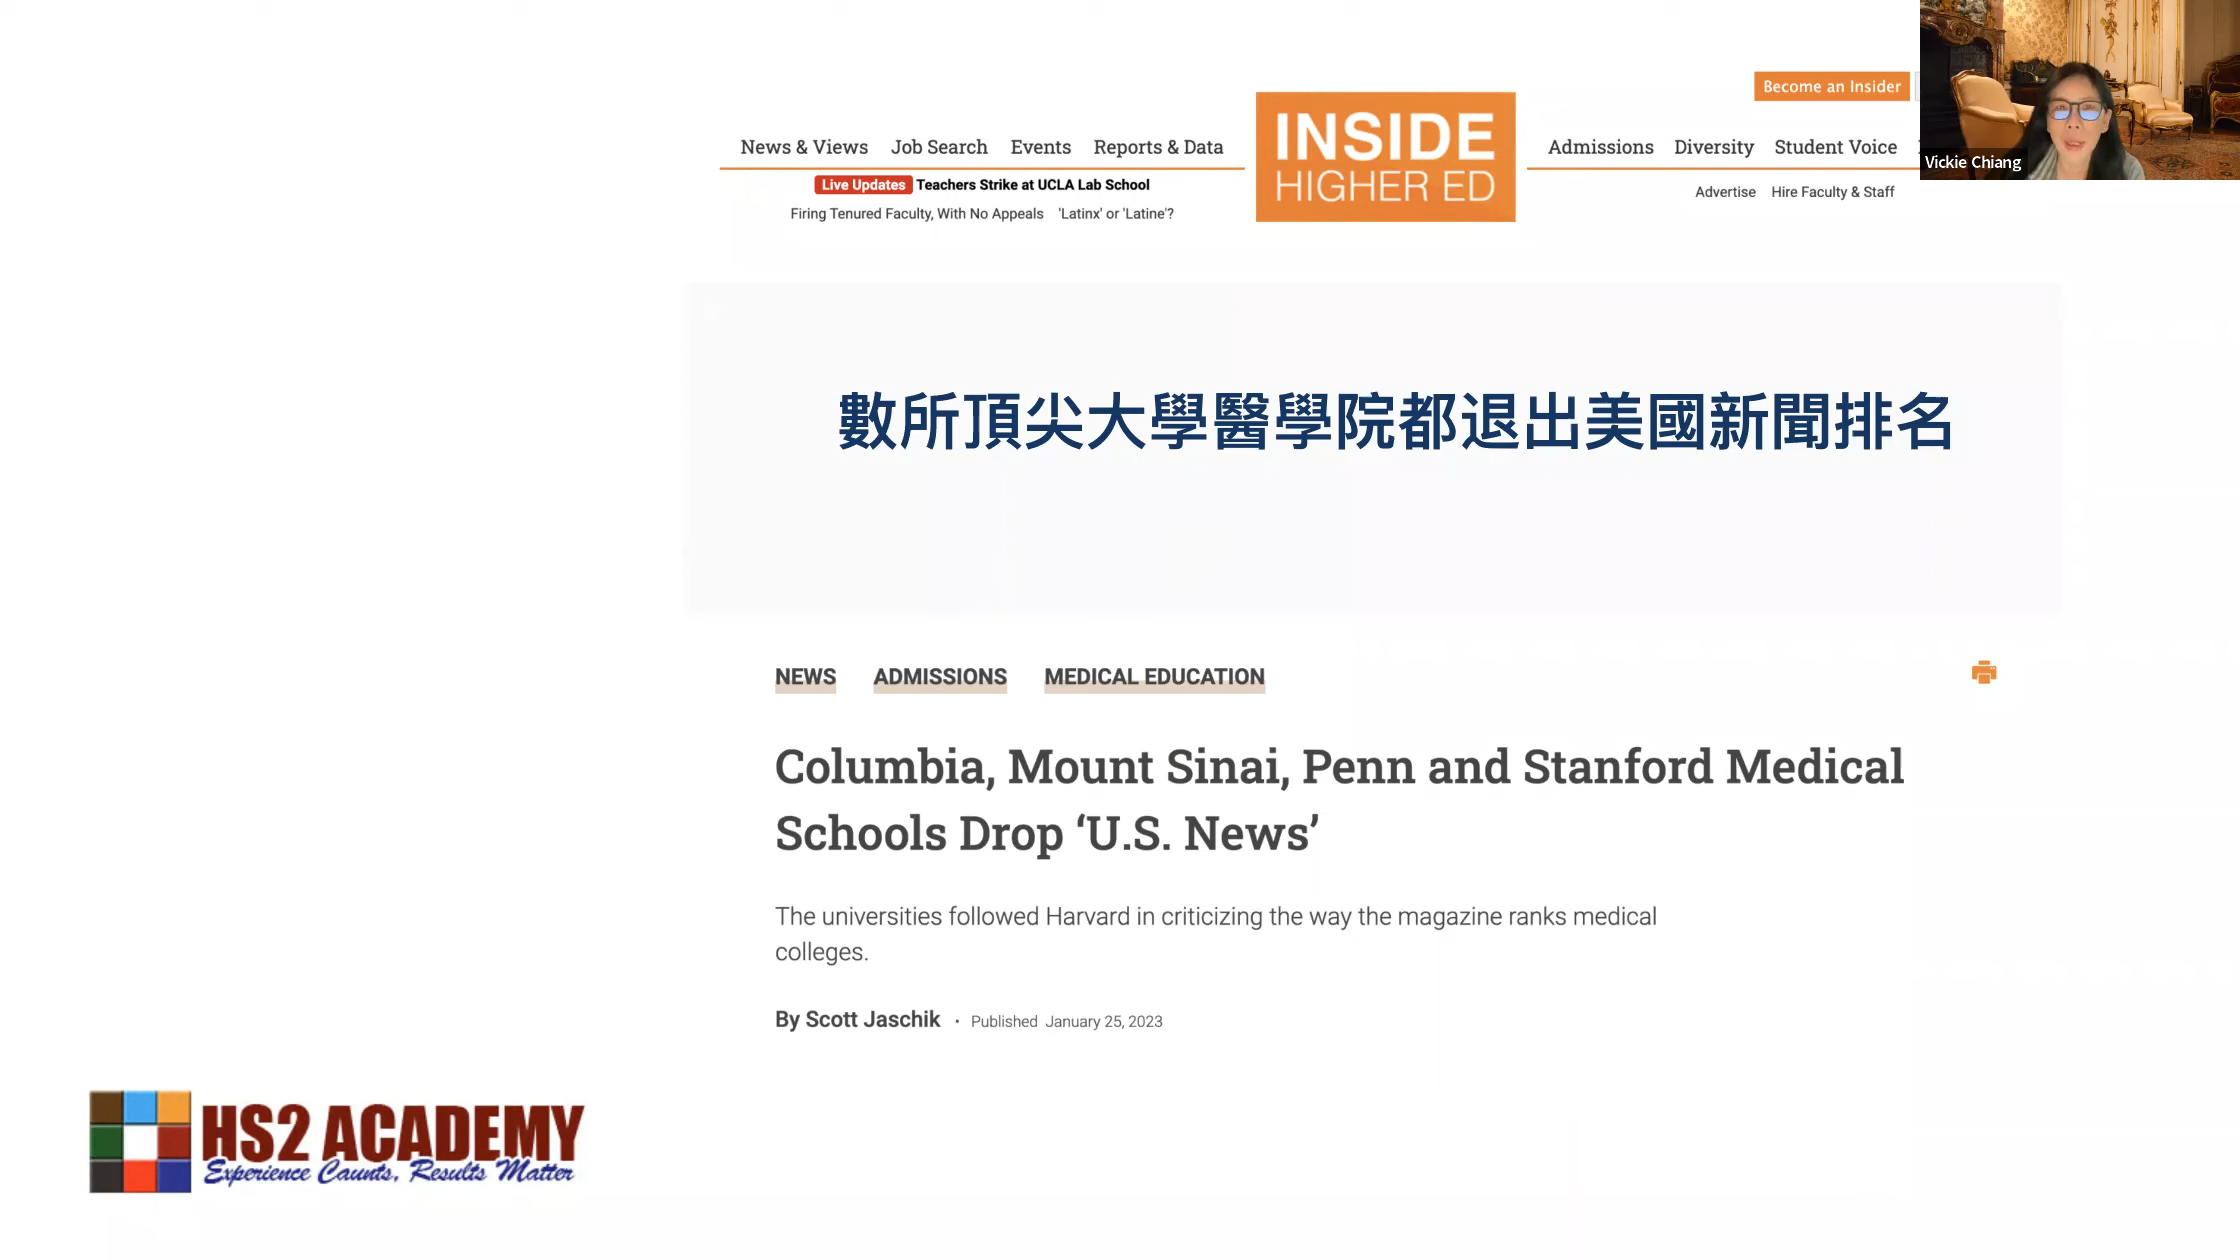 Become an Insider
News & Views Job Search Events Reports & Data
INSIDE
HIGHER ED
Admissions Diversity Student Voice
Vickie Chiang
Live Updates Teachers Strike at UCLA Lab School
Firing Tenured Faculty, With No Appeals 'Latinx' or 'Latine'?
Advertise Hire Faculty & Staff
數所頂尖大學醫學院都退出美國新聞排名
NEWS ADMISSIONS MEDICAL EDUCATION
Columbia, Mount Sinai, Penn and Stanford Medical
Schools Drop ‘U.S. News’
The universities followed Harvard in criticizing the way the magazine ranks medical
colleges.
By Scott Jaschik • Published January 25, 2023
HS2 ACADEMY
Experience Counts, Results Matter